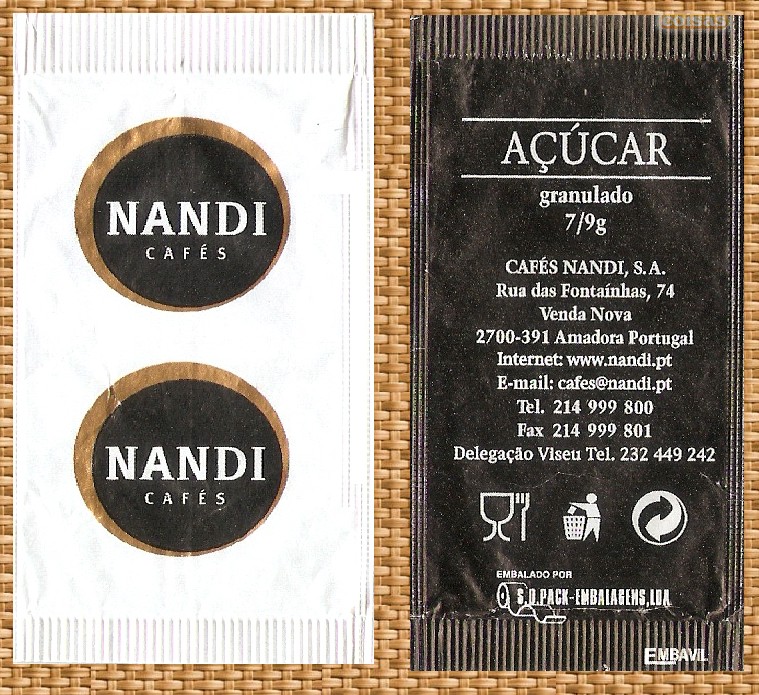 NANDI
CAFÉS
NANDI
CAFÉS
coisas
AÇÚCAR
granulado
7/9g
CAFÉS NANDI, S.A.
Rua das Fontaínhas, 74
Venda Nova
2700-391 Amadora Portugal
Internet: www.nandi.pt
E-mail: cafes@nandi.pt
Tel. 214 999 800
Fax 214 999 801
Delegação Viseu Tel. 232 449 242
EMBALADO POR
PACK-EMBALAGENS, LDA
EMBAVIL